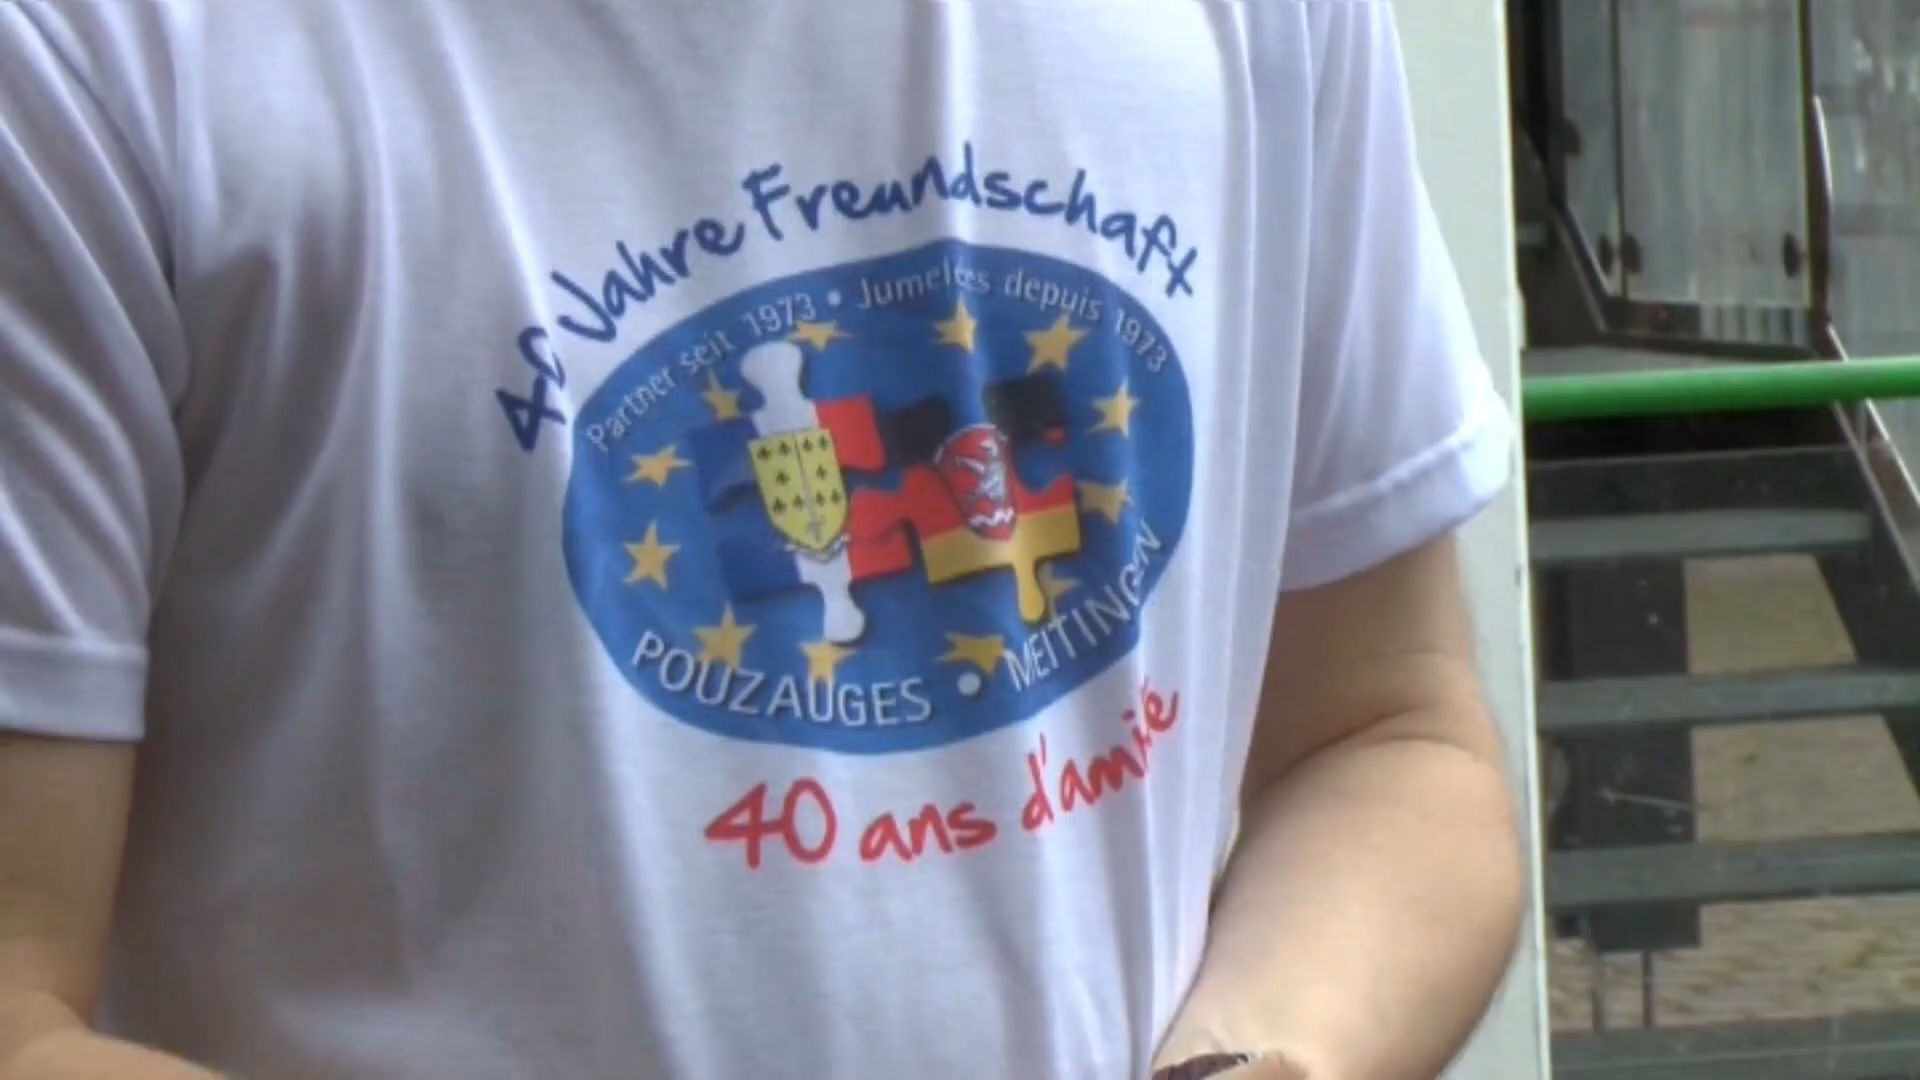 40 Jahre Freundschaft
Partner seit 1973 • Jumelées depuis 1973
POUZAUGES • MEITINGEN
40 ans d'amitié